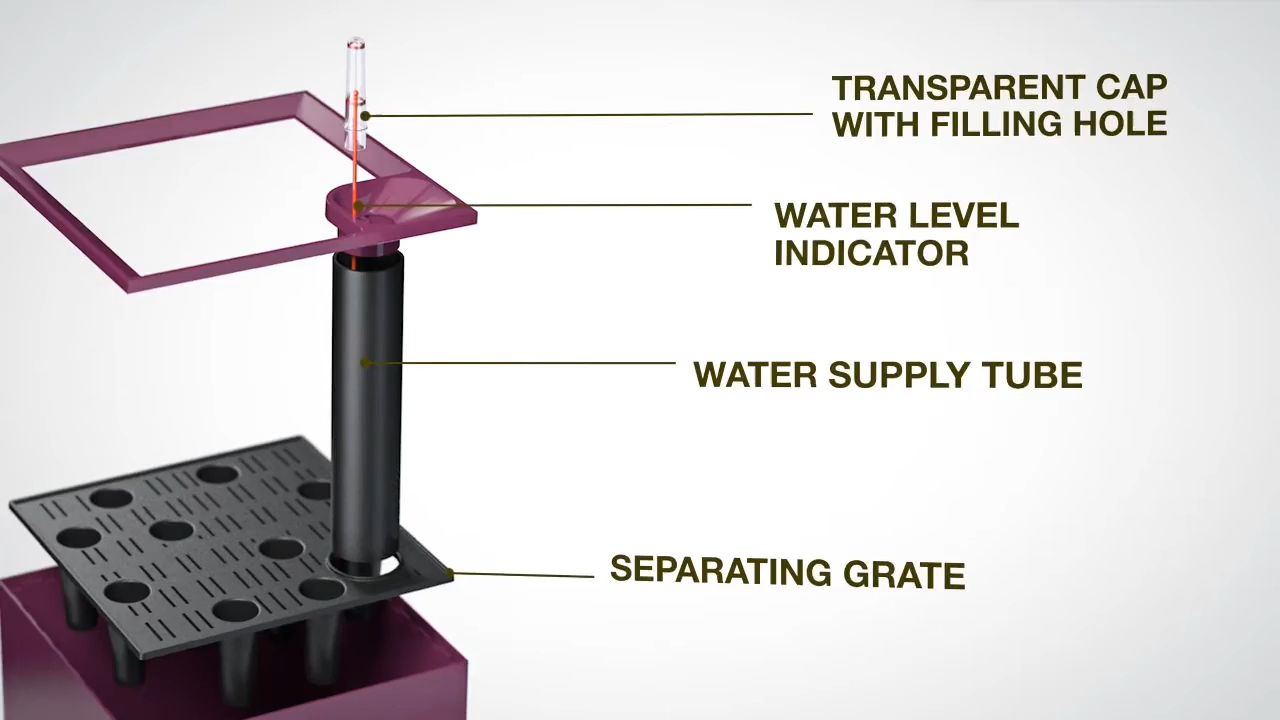 TRANSPARENT CAP
WITH FILLING HOLE
WATER LEVEL
INDICATOR
WATER SUPPLY TUBE
SEPARATING GRATE